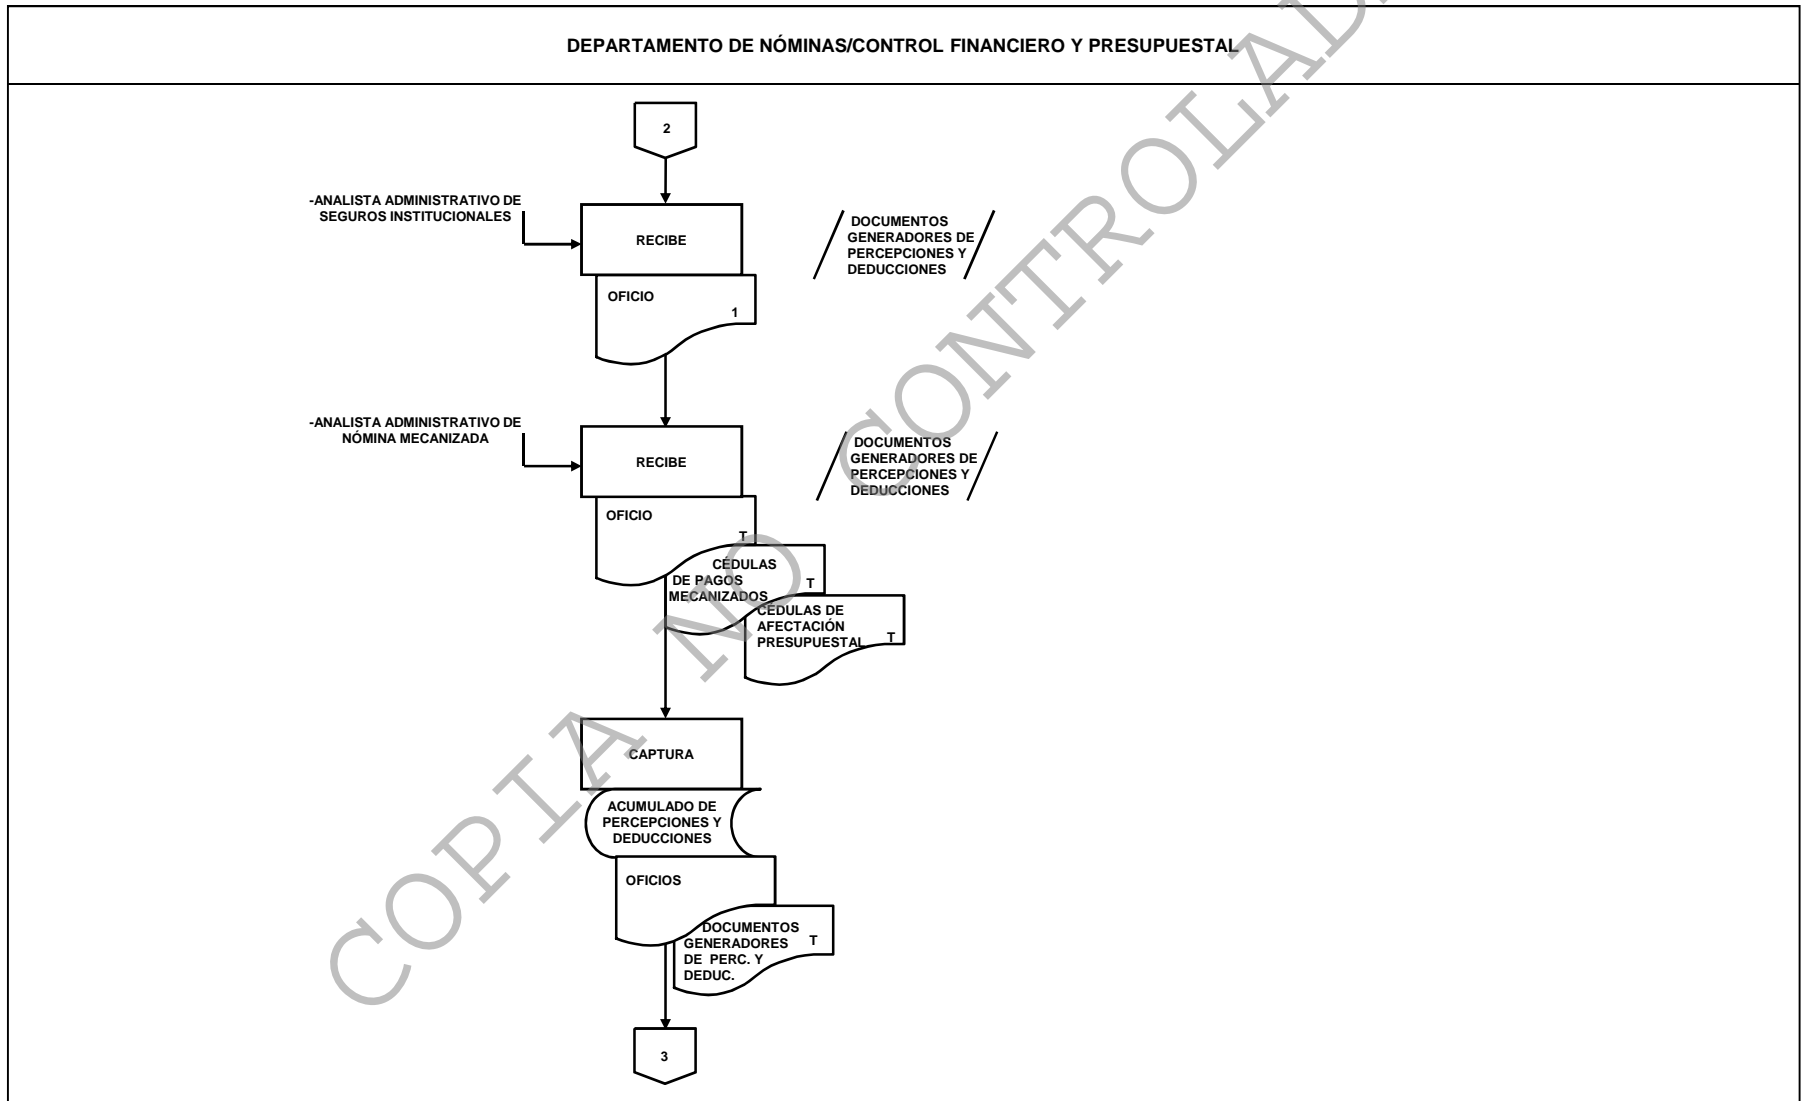 DEPARTAMENTO DE NÓMINAS/CONTROL FINANCIERO Y PRESUPUESTAL
2
-ANALISTA ADMINISTRATIVO DE
SEGUROS INSTITUCIONALES
RECIBE
DOCUMENTOS
GENERADORES DE
PERCEPCIONES Y
DEDUCCIONES
OFICIO
1
-ANALISTA ADMINISTRATIVO DE
NÓMINA MECANIZADA
RECIBE
DOCUMENTOS
GENERADORES DE
PERCEPCIONES Y
DEDUCCIONES
OFICIO
T
CÉDULAS
DE PAGOS
MECANIZADOS
T
CÉDULAS DE
AFECTACIÓN
PRESUPUESTAL
T
CAPTURA
ACUMULADO DE
PERCEPCIONES Y
DEDUCCIONES
OFICIOS
DOCUMENTOS
GENERADORES
DE PERC. Y
DEDUC.
T
3
COPIA NO CONTROLAD